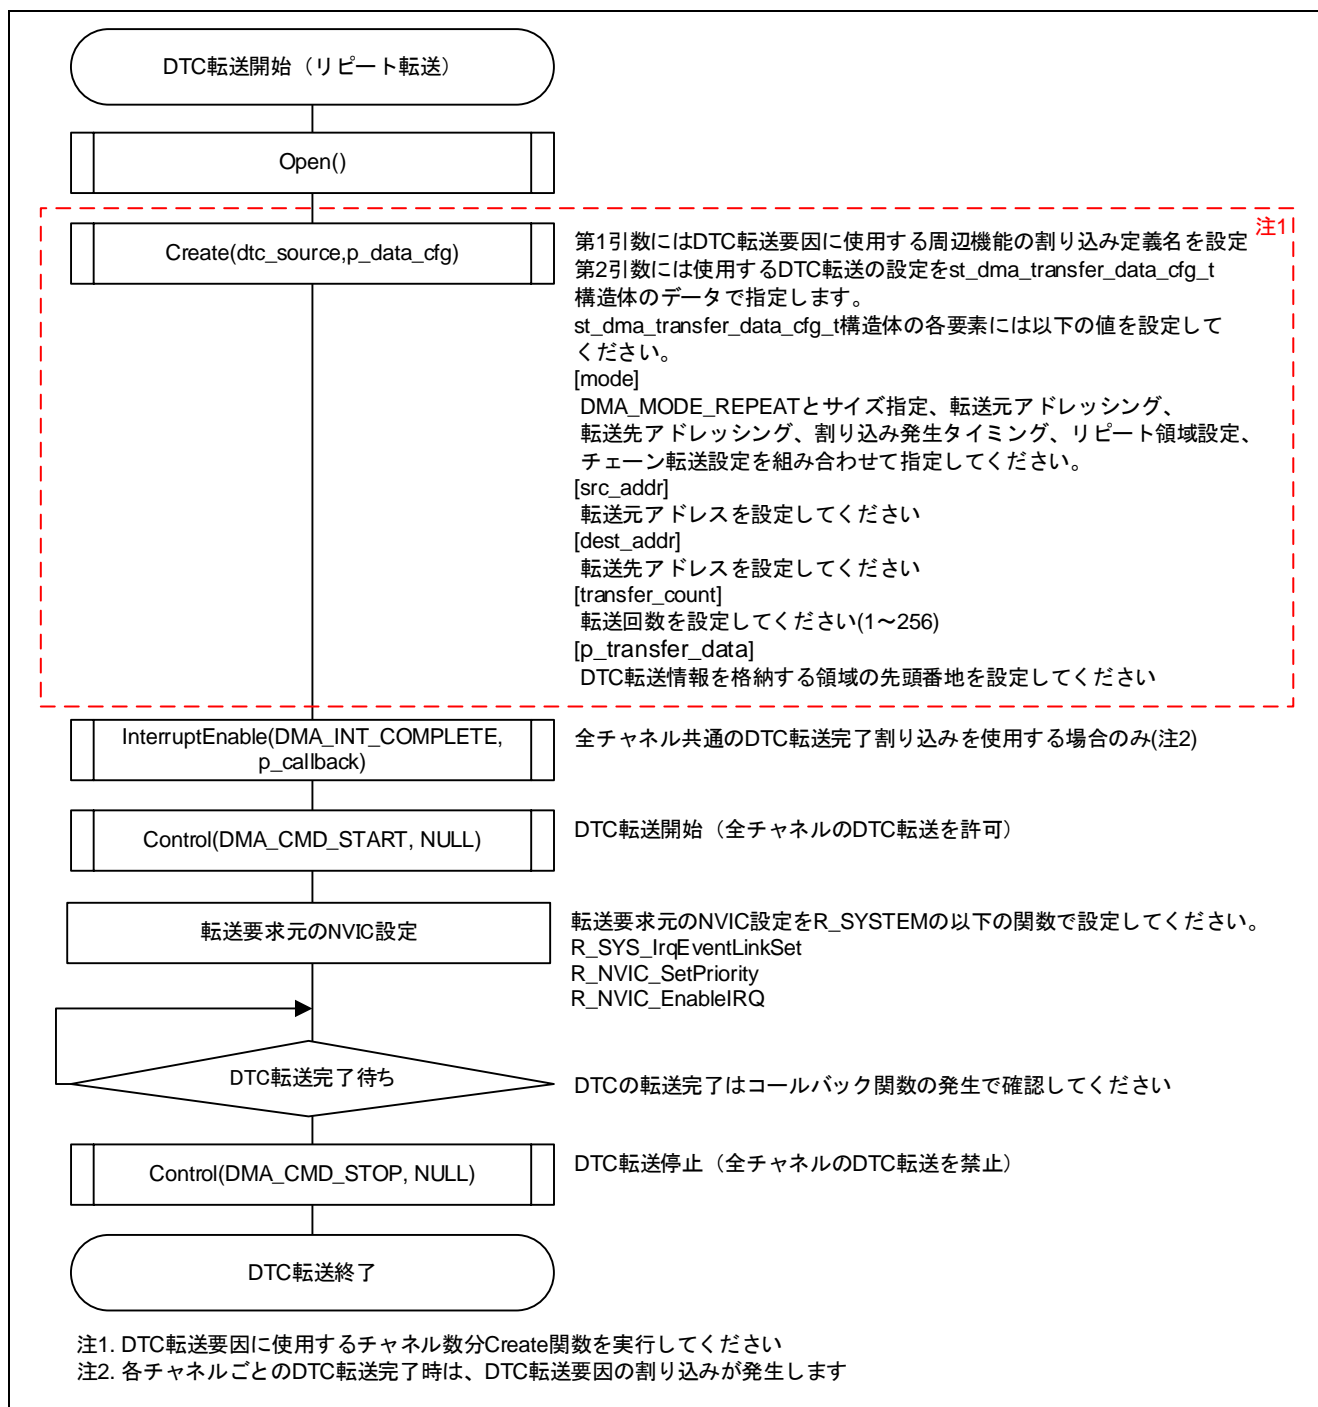 DTC転送開始（リピート転送）
Open()
注1
Create(dtc_source,p_data_cfg)
第1引数にはDTC転送要因に使用する周辺機能の割り込み定義名を設定
第2引数には使用するDTC転送の設定をst_dma_transfer_data_cfg_t
構造体のデータで指定します。
st_dma_transfer_data_cfg_t構造体の各要素には以下の値を設定して
ください。
[mode]
DMA_MODE_REPEATとサイズ指定、転送元アドレッシング、
転送先アドレッシング、割り込み発生タイミング、リピート領域設定、
チェーン転送設定を組み合わせて指定してください。
[src_addr]
転送元アドレスを設定してください
[dest_addr]
転送先アドレスを設定してください
[transfer_count]
転送回数を設定してください(1～256)
[p_transfer_data]
DTC転送情報を格納する領域の先頭番地を設定してください
InterruptEnable(DMA_INT_COMPLETE,
p_callback)
全チャネル共通のDTC転送完了割り込みを使用する場合のみ(注2)
Control(DMA_CMD_START, NULL)
DTC転送開始（全チャネルのDTC転送を許可）
転送要求元のNVIC設定
転送要求元のNVIC設定をR_SYSTEMの以下の関数で設定してください。
R_SYS_IrqEventLinkSet
R_NVIC_SetPriority
R_NVIC_EnableIRQ
DTC転送完了待ち
DTCの転送完了はコールバック関数の発生で確認してください
Control(DMA_CMD_STOP, NULL)
DTC転送停止（全チャネルのDTC転送を禁止）
DTC転送終了
注1. DTC転送要因に使用するチャネル数分Create関数を実行してください
注2. 各チャネルごとのDTC転送完了時は、DTC転送要因の割り込みが発生します